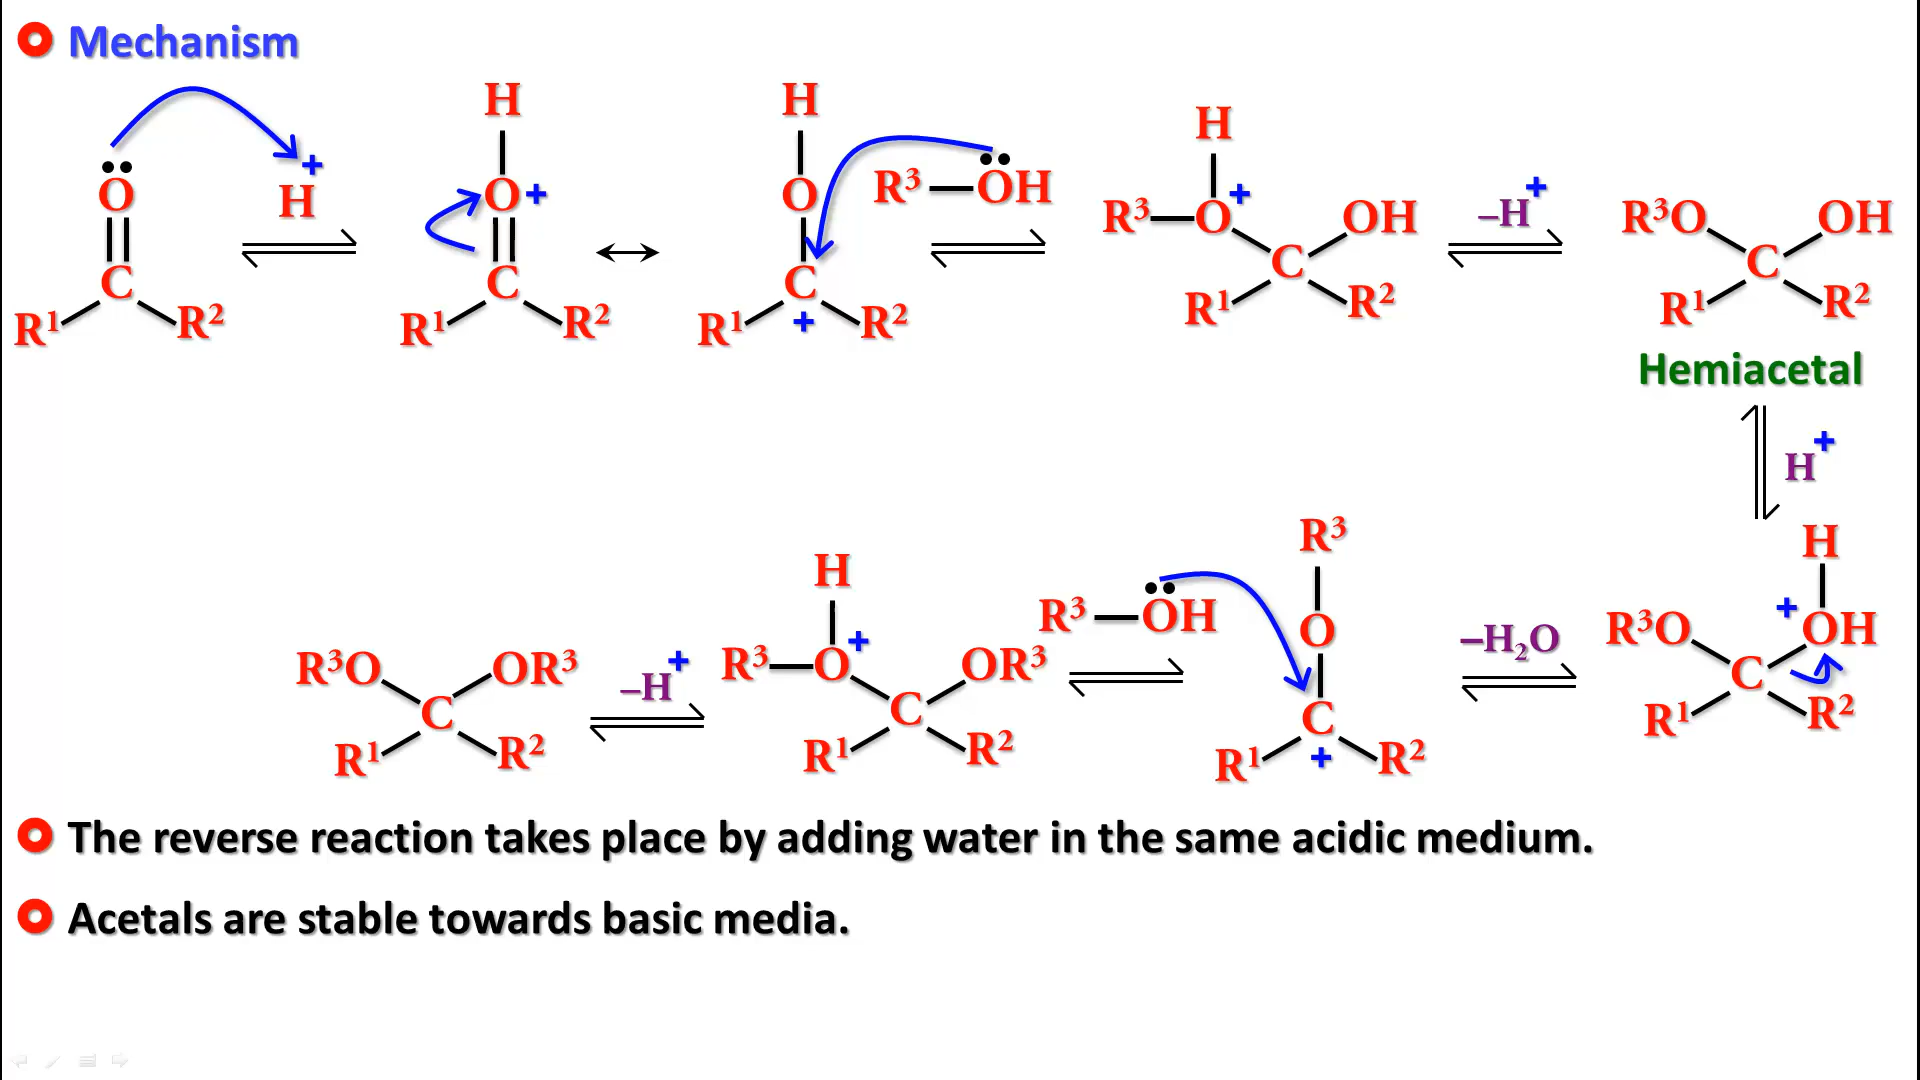 Mechanism
O
C
R¹
R²
H+
H
O+
C
R¹
R²
H
O
C
+
R¹
R²
R³—OH
H
R³—O+
OH
C
R¹
R²
–H+
R³O
OH
C
R¹
R²
Hemiacetal
H+
H
R³O
+
OH
C
R¹
R²
–H₂O
R³
O
C
+
R¹
R²
R³—OH
H
R³—O+
OR³
C
R¹
R²
–H+
R³O
OR³
C
R¹
R²
The reverse reaction takes place by adding water in the same acidic medium.
Acetals are stable towards basic media.